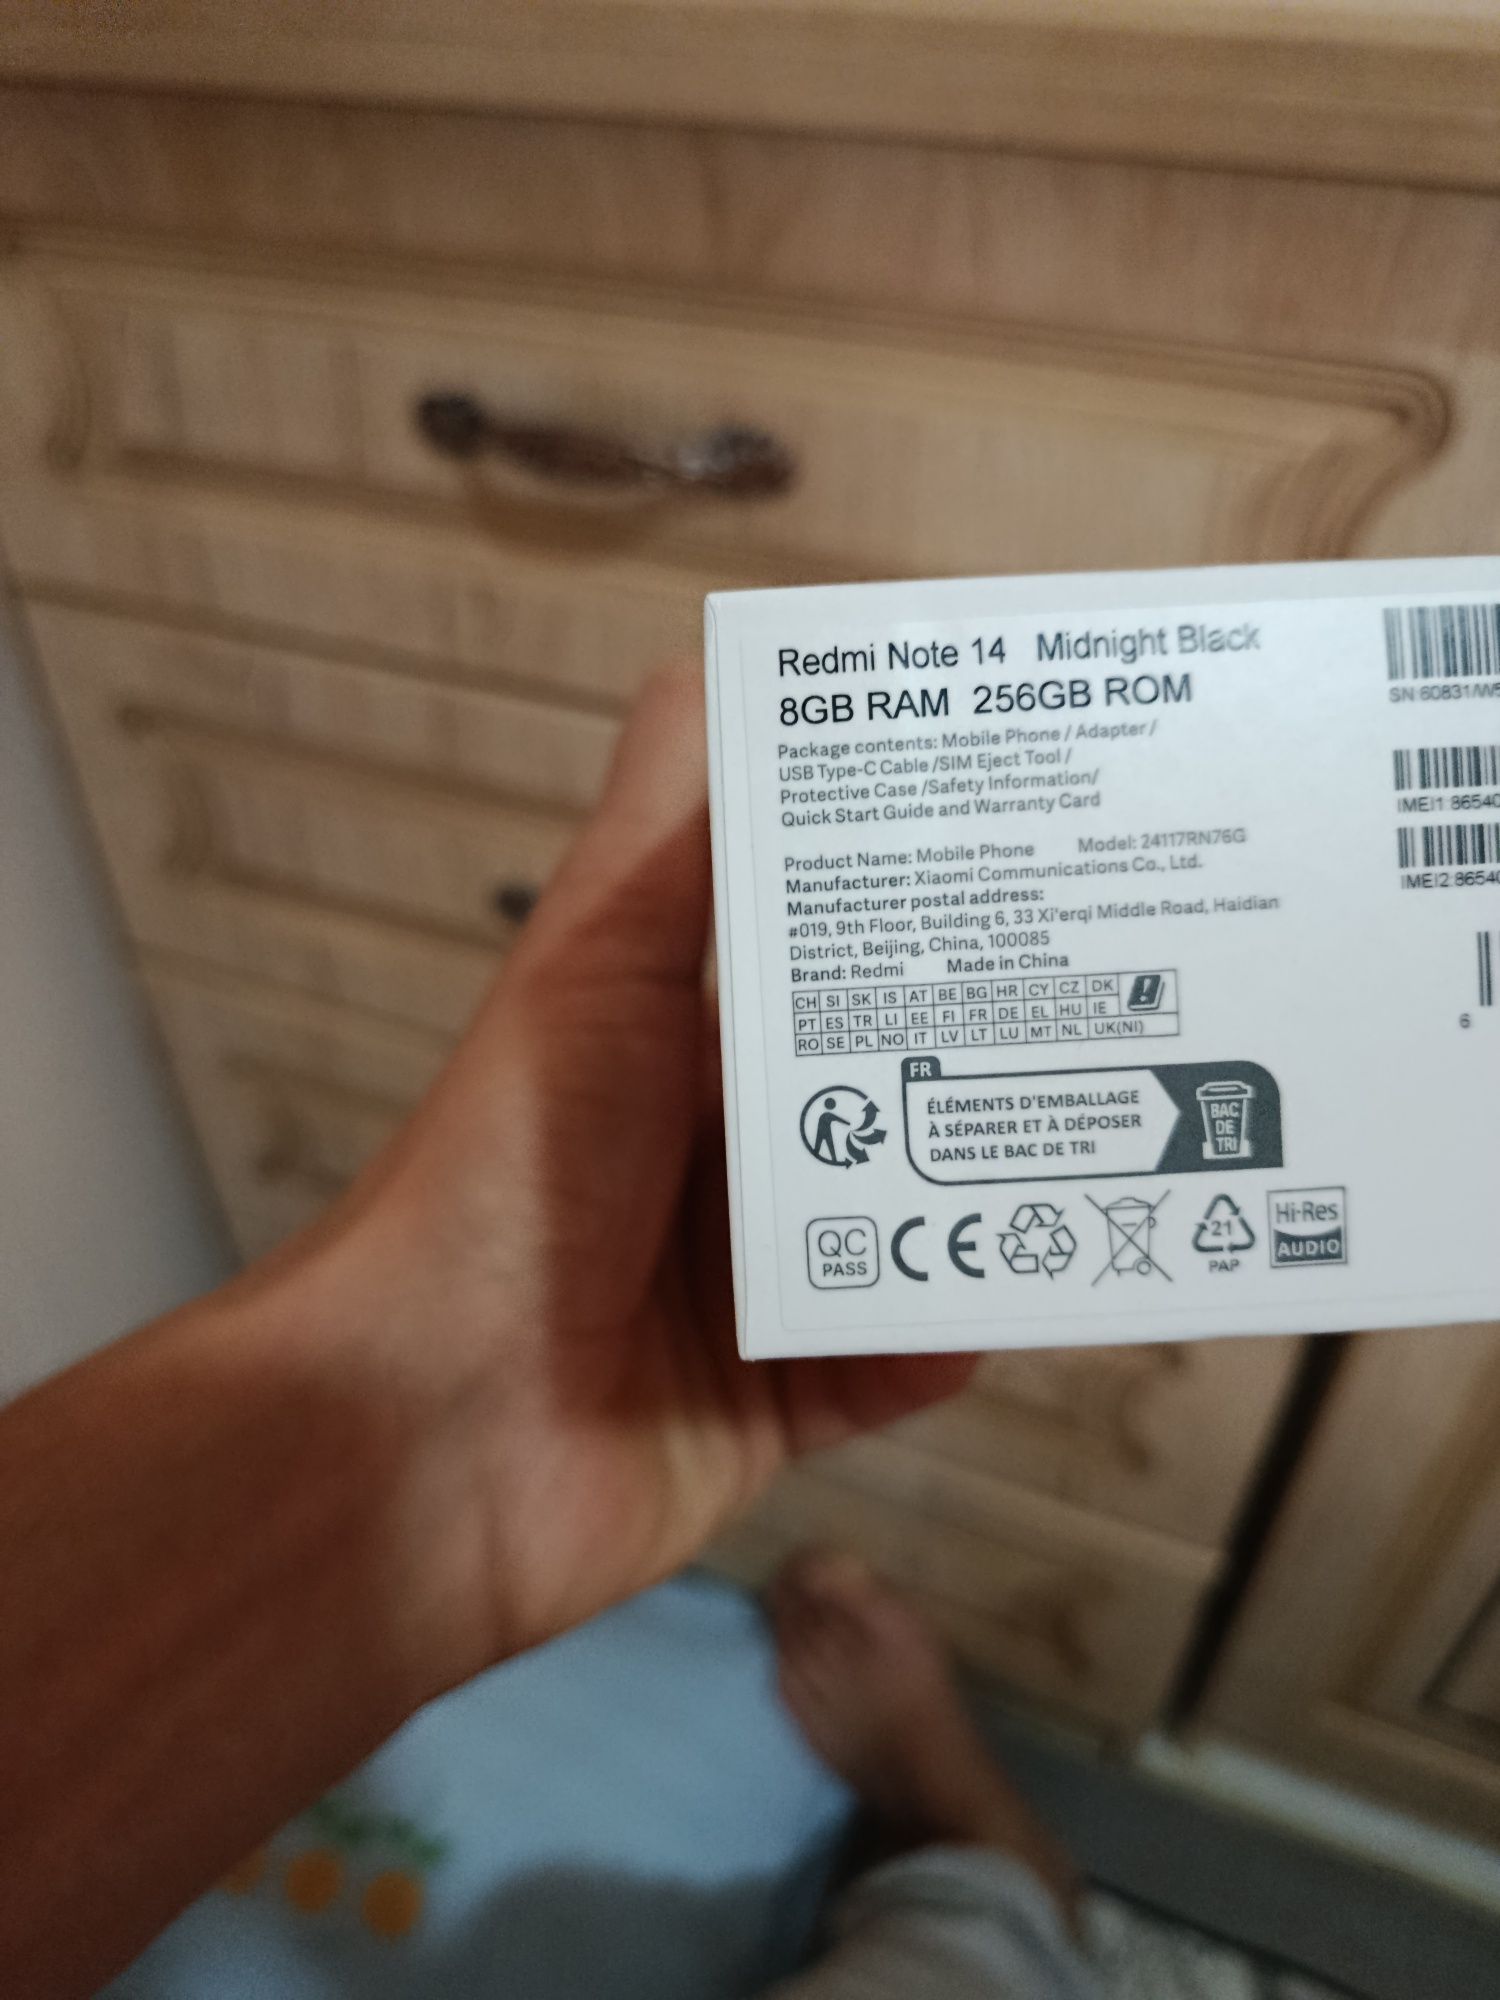 Redmi Note 14 Midnight Black
8GB RAM 256GB ROM
Package contents: Mobile Phone / Adapter /
USB Type-C Cable /SIM Eject Tool /
Protective Case /Safety Information/
Quick Start Guide and Warranty Card
Product Name: Mobile Phone Model: 24117RN76G
Manufacturer: Xiaomi Communications Co., Ltd.
Manufacturer postal address:
#019, 9th Floor, Building 6, 33 Xi'erqi Middle Road, Haidian
District, Beijing, China, 100085
Brand: Redmi Made in China
CH SI SK IS AT BE BG HR CY CZ DK
PT ES TR LI EE FI FR DE EL HU IE
RO SE PL NO IT LV LT LU MT NL UK(NI)
FR
ÉLÉMENTS D'EMBALLAGE
À SÉPARER ET À DÉPOSER
DANS LE BAC DE TRI
BAC
DE
TRI
QC
PASS
CE
21
PAP
Hi-Res
AUDIO
SN:60831/W5
IMEI1:86540
IMEI2:86540
6